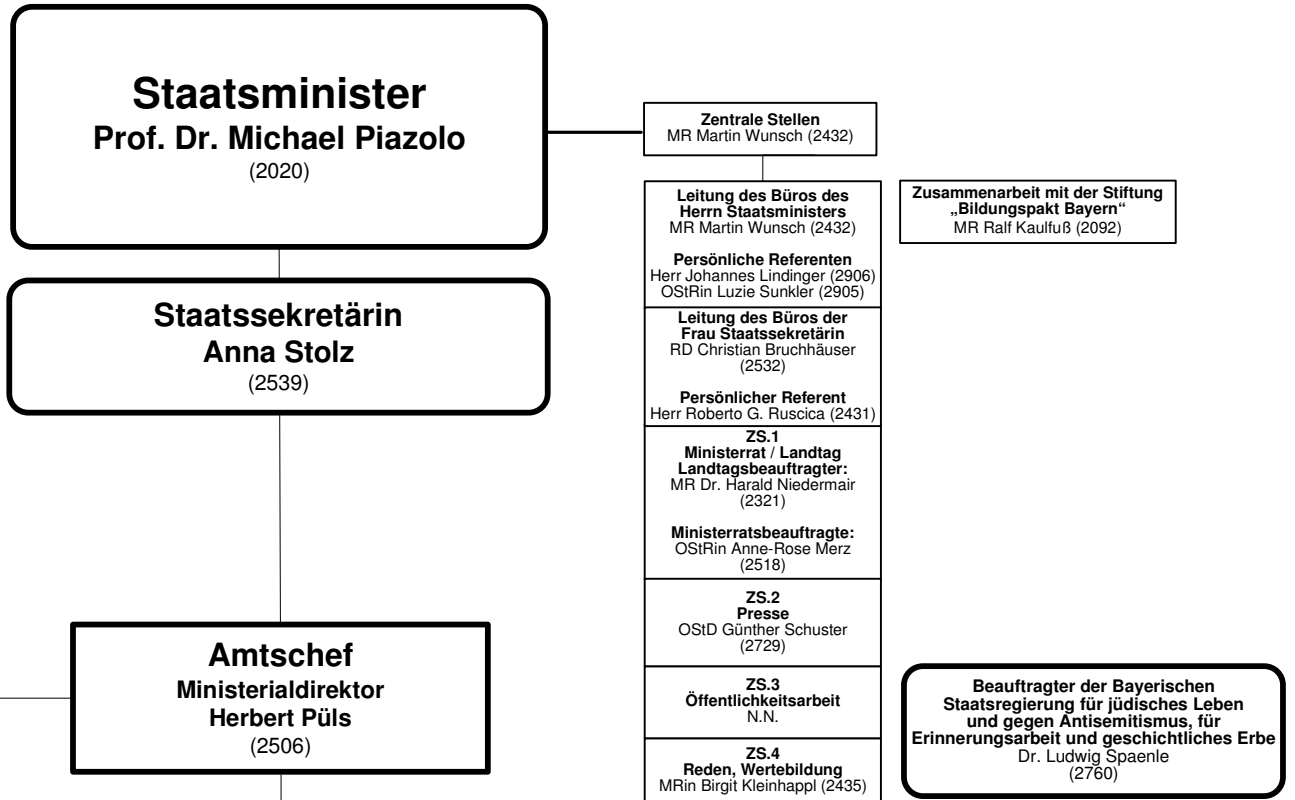 Staatsminister
Prof. Dr. Michael Piazolo
(2020)
Staatssekretärin
Anna Stolz
(2539)
Amtschef
Ministerialdirektor
Herbert Püls
(2506)
Zentrale Stellen
MR Martin Wunsch (2432)
Leitung des Büros des
Herrn Staatsministers
MR Martin Wunsch (2432)
Persönliche Referenten
Herr Johannes Lindinger (2906)
OStRin Luzie Sunkler (2905)
Leitung des Büros der
Frau Staatssekretärin
RD Christian Bruchhäuser
(2532)
Persönlicher Referent
Herr Roberto G. Ruscica (2431)
ZS.1
Ministerrat / Landtag
Landtagsbeauftragter:
MR Dr. Harald Niedermair
(2321)
Ministerratsbeauftragte:
OStRin Anne-Rose Merz
(2518)
ZS.2
Presse
OStD Günther Schuster
(2729)
ZS.3
Öffentlichkeitsarbeit
N.N.
ZS.4
Reden, Wertebildung
MRin Birgit Kleinhappl (2435)
Zusammenarbeit mit der Stiftung
„Bildungspakt Bayern“
MR Ralf Kaulfuß (2092)
Beauftragter der Bayerischen
Staatsregierung für jüdisches Leben
und gegen Antisemitismus, für
Erinnerungsarbeit und geschichtliches Erbe
Dr. Ludwig Spaenle
(2760)